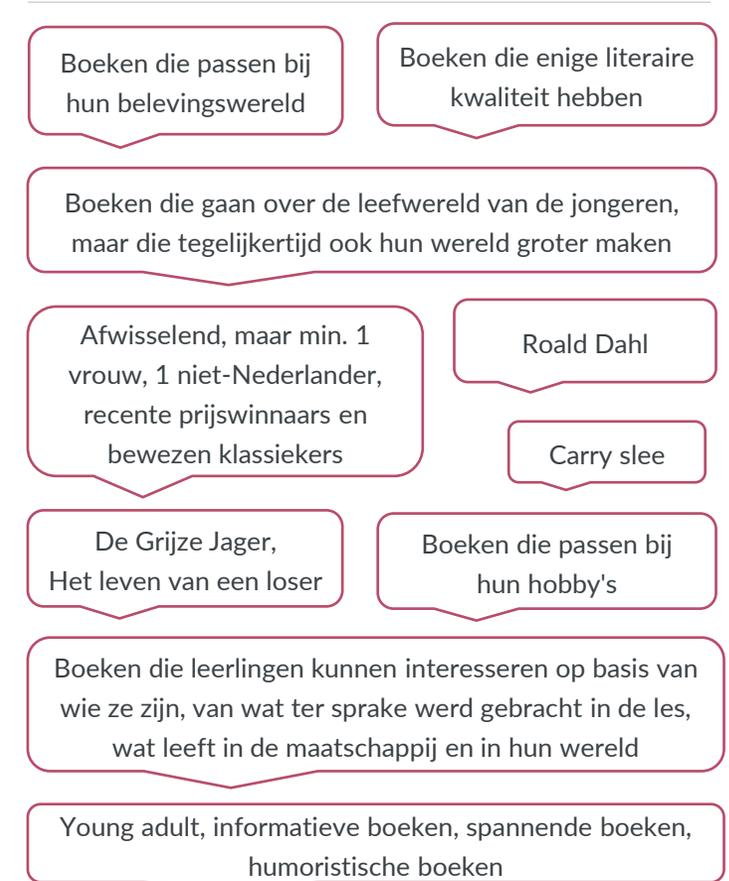 Boeken die passen bij
hun belevingswereld
Boeken die enige literaire
kwaliteit hebben
Boeken die gaan over de leefwereld van de jongeren,
maar die tegelijkertijd ook hun wereld groter maken
Afwisselend, maar min. 1
vrouw, 1 niet-Nederlander,
recente prijswinnaars en
bewezen klassiekers
Roald Dahl
Carry slee
De Grijze Jager,
Het leven van een loser
Boeken die passen bij
hun hobby's
Boeken die leerlingen kunnen interesseren op basis van
wie ze zijn, van wat ter sprake werd gebracht in de les,
wat leeft in de maatschappij en in hun wereld
Young adult, informatieve boeken, spannende boeken,
humoristische boeken